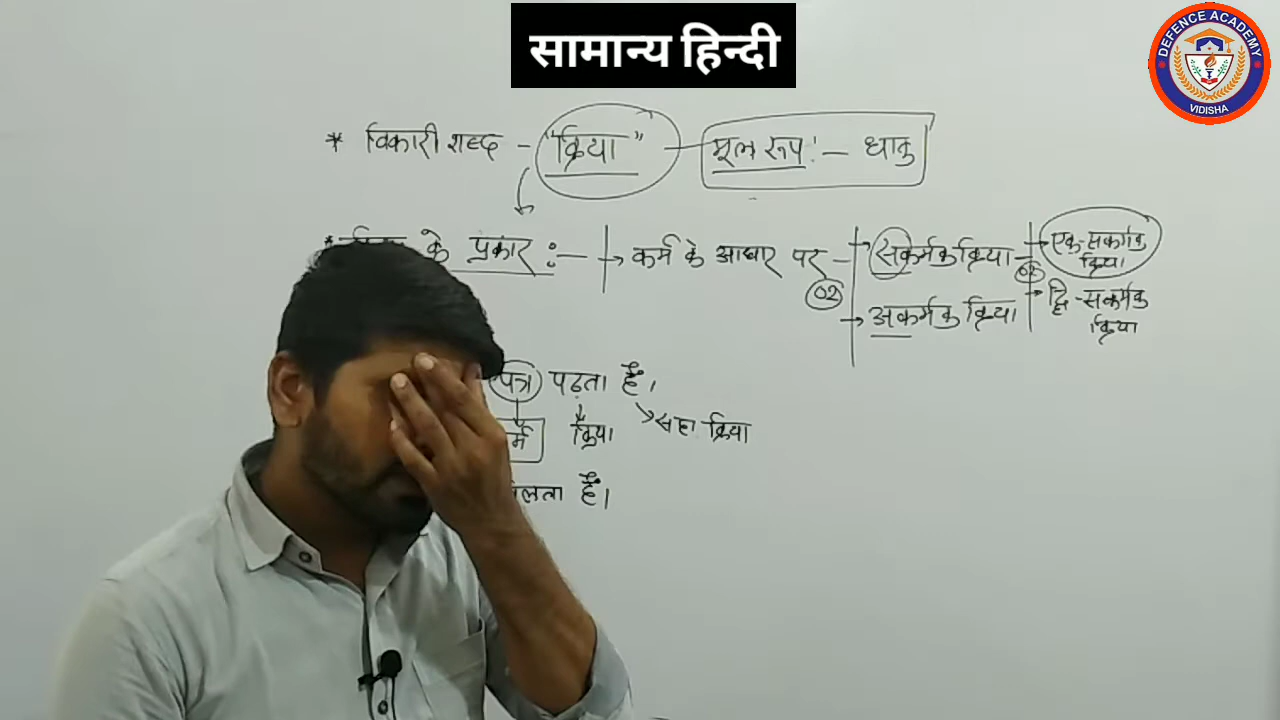 सामान्य हिन्दी
DEFENCE ACADEMY
VIDISHA
* विकारी शब्द - "क्रिया" मूल रूप :- धातु
के प्रकार :- कर्म के आधार पर 02
सकर्मक क्रिया 02
अकर्मक क्रिया
एक-सकर्मक
क्रिया
द्वि-सकर्मक
क्रिया
पत्र पढ़ता है।
क्रिया सहा क्रिया
है।